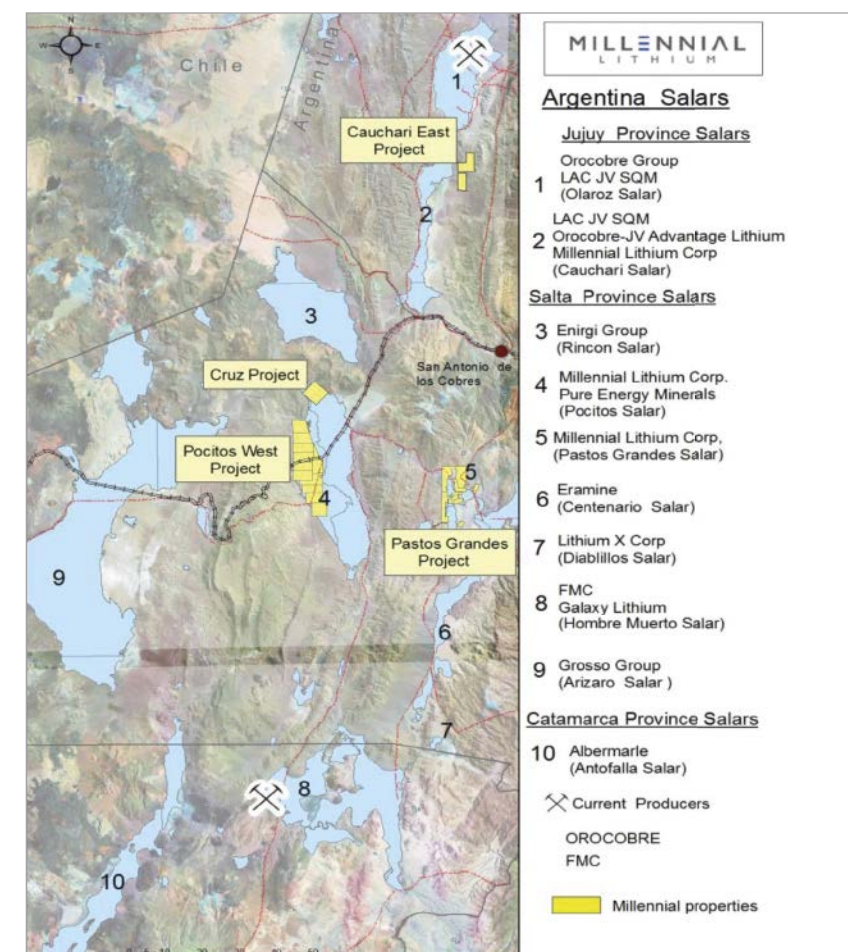 N
W
E
S
Chile
Argentina
1
Cauchari East
Project
2
3
San Antonio de
los Cobres
Cruz Project
Pocitos West
Project
4
5
Pastos Grandes
Project
9
6
7
8
10
MILLENNIAL
LITHIUM
Argentina Salars
Jujuy Province Salars
1 Orocobre Group
LAC JV SQM
(Olaroz Salar)
LAC JV SQM
2 Orocobre-JV Advantage Lithium
Millennial Lithium Corp
(Cauchari Salar)
Salta Province Salars
3 Enirgi Group
(Rincon Salar)
4 Millennial Lithium Corp.
Pure Energy Minerals
(Pocitos Salar)
5 Millennial Lithium Corp,
(Pastos Grandes Salar)
6 Eramine
(Centenario Salar)
7 Lithium X Corp
(Diablillos Salar)
8 FMC
Galaxy Lithium
(Hombre Muerto Salar)
9 Grosso Group
(Arizaro Salar )
Catamarca Province Salars
10 Albermarle
(Antofalla Salar)
Current Producers
OROCOBRE
FMC
Millennial properties